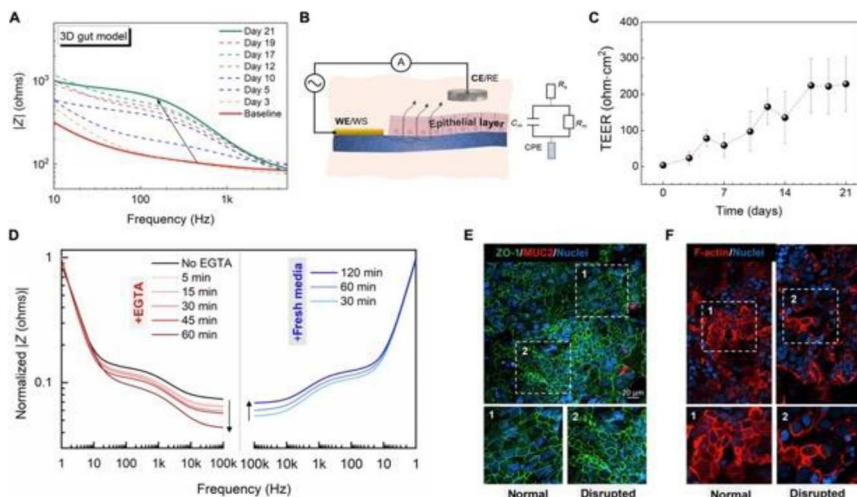 A
3D gut model
Day 21
Day 19
Day 17
Day 12
Day 10
Day 5
Day 3
Baseline
10³
10²
|Z| (ohms)
10
100
1k
Frequency (Hz)
B
A
CE/RE
WE/WS
Epithelial layer
Cₘ
Rₘ
CPE
C
TEER (ohm·cm²)
400
300
200
100
0
0
7
14
21
Time (days)
D
Normalized |Z (ohms)|
1
0.1
+EGTA
No EGTA
5 min
15 min
30 min
45 min
60 min
+Fresh media
120 min
60 min
30 min
1
10
100
1k
10k
100k
100k
10k
1k
100
10
1
Frequency (Hz)
E
ZO-1/MUC2/Nuclei
1
2
20 μm
1
2
Normal
Disrupted
F
F-actin/Nuclei
1
2
1
2
Normal
Disrupted